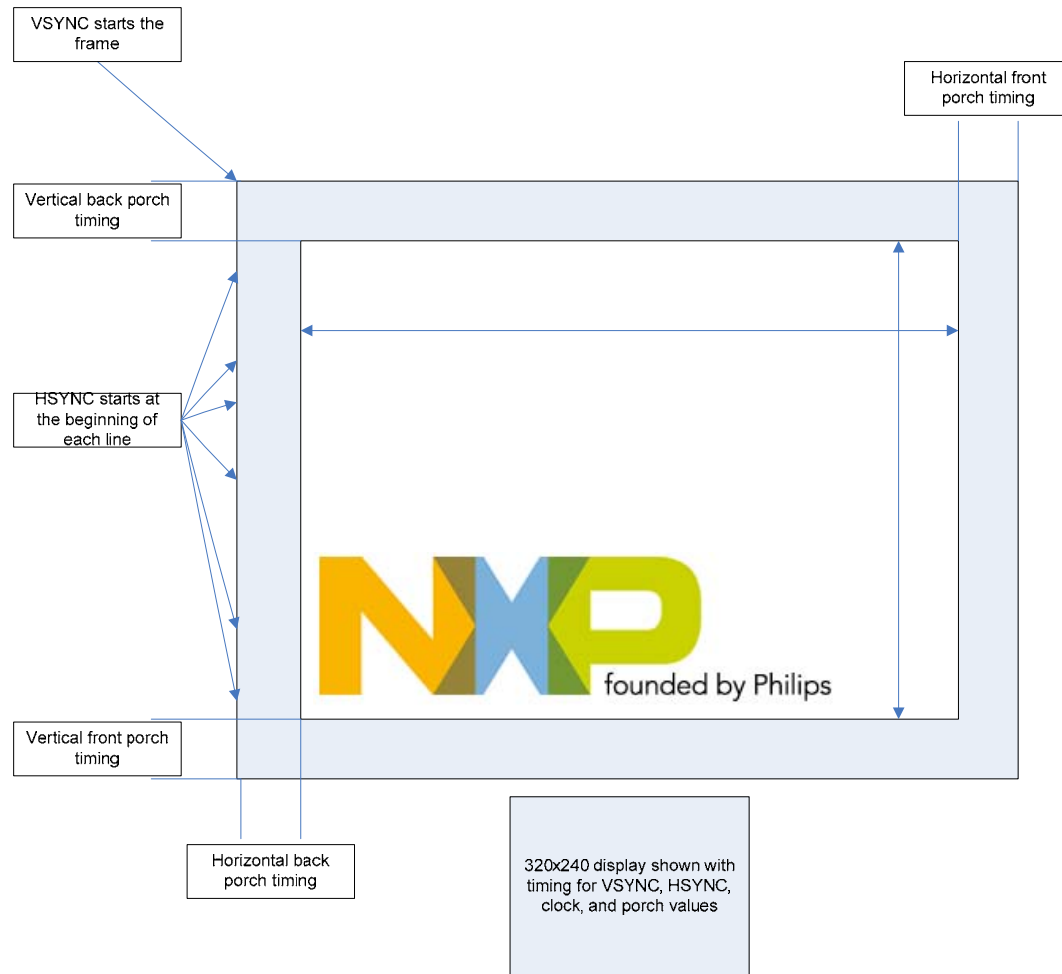 VSYNC starts the
frame
Horizontal front
porch timing
Vertical back porch
timing
HSYNC starts at
the beginning of
each line
NXP
founded by Philips
Vertical front porch
timing
Horizontal back
porch timing
320x240 display shown with
timing for VSYNC, HSYNC,
clock, and porch values